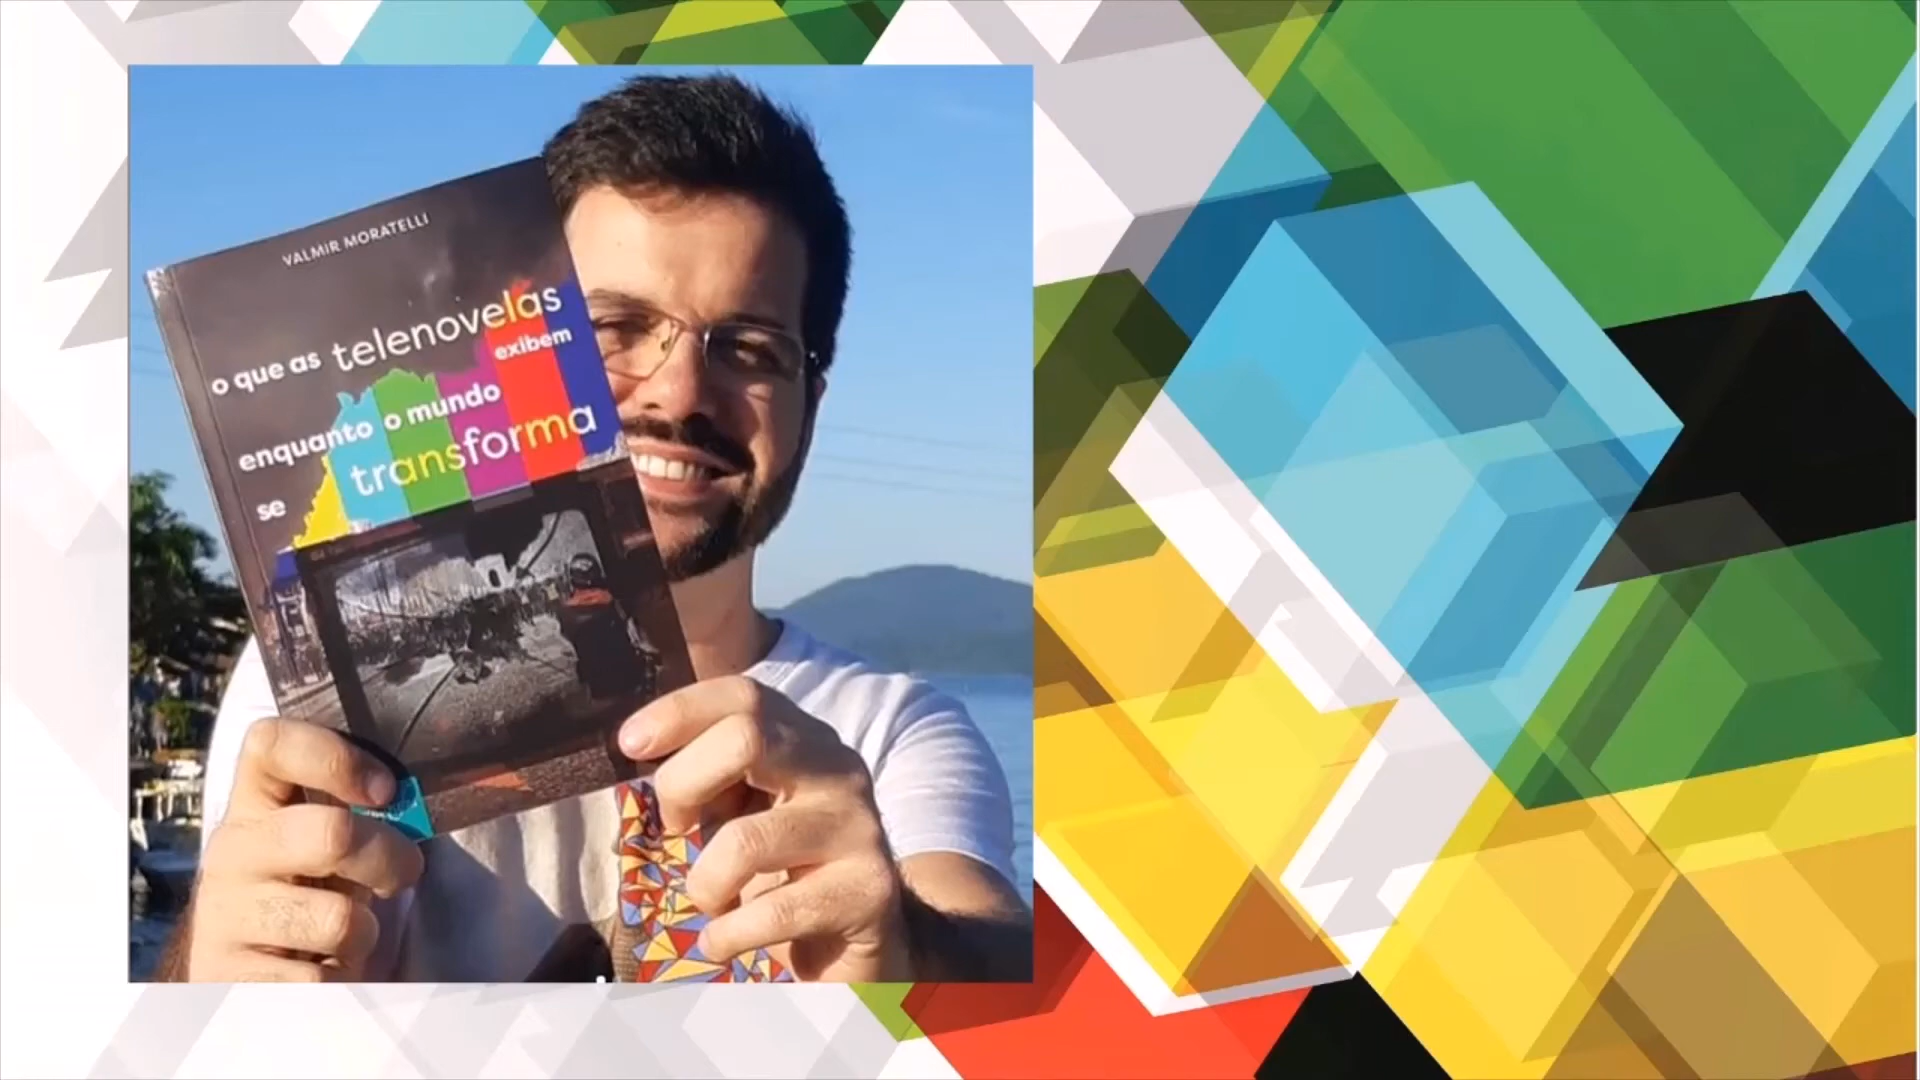 VALMIR MORATELLI
o que as telenovelas
exibem
enquanto o mundo
se transforma